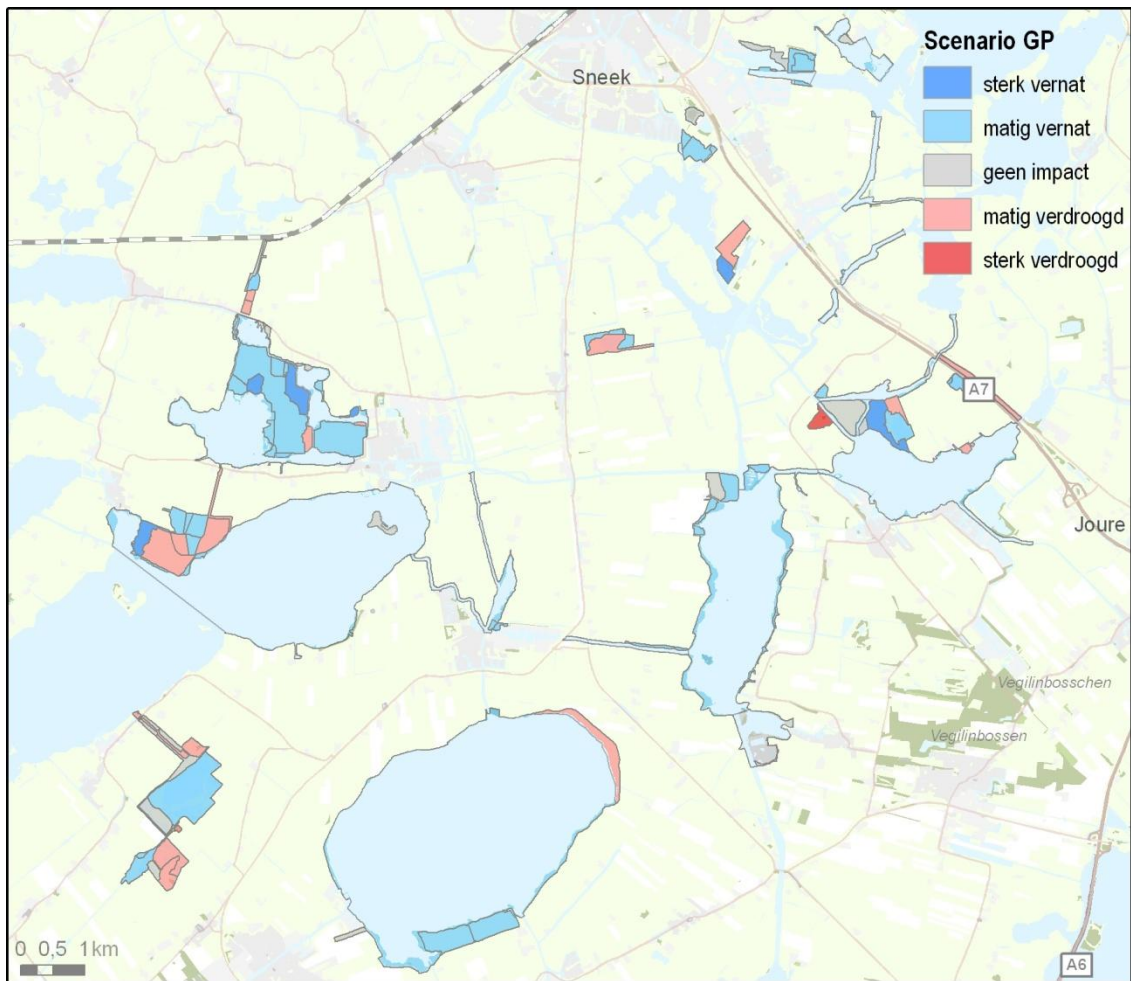 Scenario GP
sterk vernat
matig vernat
geen impact
matig verdroogd
sterk verdroogd
Sneek
A7
Joure
Vegilinbosschen
Vegilinbossen
A6
0 0,5 1km